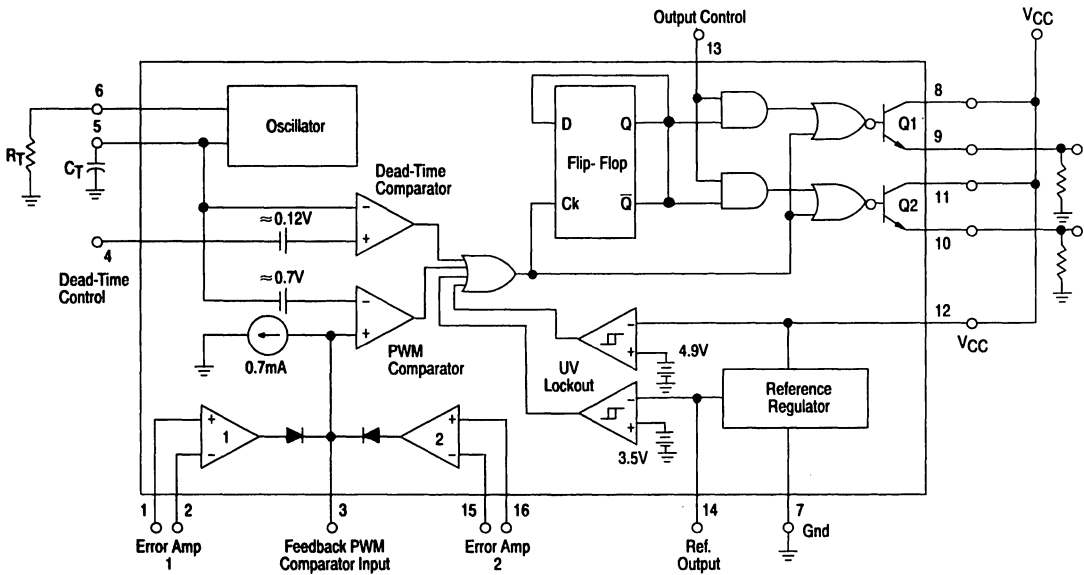 Output Control
13
VCC
6
5
RT
CT
Oscillator
D
Q
Flip- Flop
Ck
Q̅
8
Q1
9
11
Q2
10
Dead-Time
Comparator
≈0.12V
-
+
4
Dead-Time
Control
≈0.7V
-
+
0.7mA
PWM
Comparator
12
VCC
-
+
4.9V
UV
Lockout
-
+
3.5V
Reference
Regulator
+
1
-
+
2
-
1
2
3
15
16
14
7
Error Amp
1
Feedback PWM
Comparator Input
Error Amp
2
Ref.
Output
Gnd